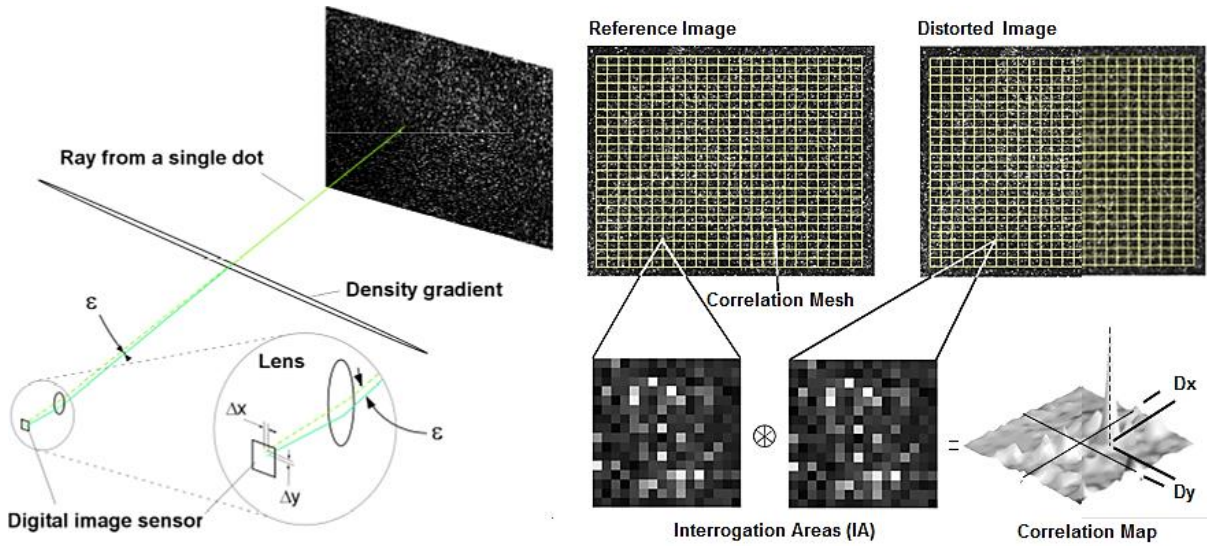 Ray from a single dot
Density gradient
ε
Lens
Δx
ε
Δy
Digital image sensor
Reference Image
Distorted Image
Correlation Mesh
Dx
=
Dy
Interrogation Areas (IA)
Correlation Map